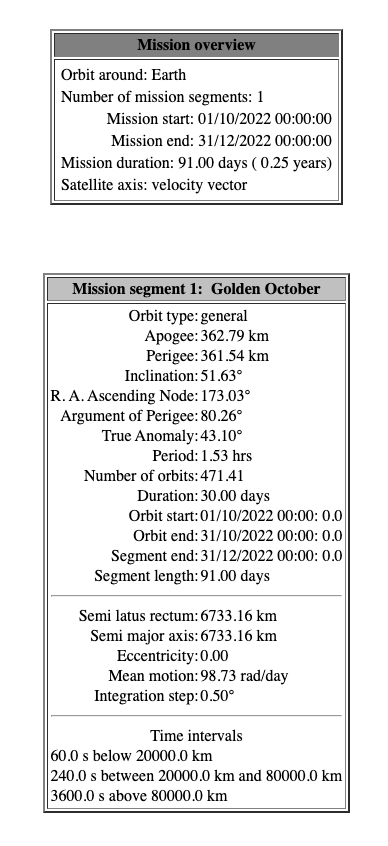 Mission overview
Orbit around: Earth
Number of mission segments: 1
Mission start: 01/10/2022 00:00:00
Mission end: 31/12/2022 00:00:00
Mission duration: 91.00 days ( 0.25 years)
Satellite axis: velocity vector
Mission segment 1: Golden October
Orbit type: general
Apogee: 362.79 km
Perigee: 361.54 km
Inclination: 51.63°
R. A. Ascending Node: 173.03°
Argument of Perigee: 80.26°
True Anomaly: 43.10°
Period: 1.53 hrs
Number of orbits: 471.41
Duration: 30.00 days
Orbit start: 01/10/2022 00:00: 0.0
Orbit end: 31/10/2022 00:00: 0.0
Segment end: 31/12/2022 00:00: 0.0
Segment length: 91.00 days
Semi latus rectum: 6733.16 km
Semi major axis: 6733.16 km
Eccentricity: 0.00
Mean motion: 98.73 rad/day
Integration step: 0.50°
Time intervals
60.0 s below 20000.0 km
240.0 s between 20000.0 km and 80000.0 km
3600.0 s above 80000.0 km